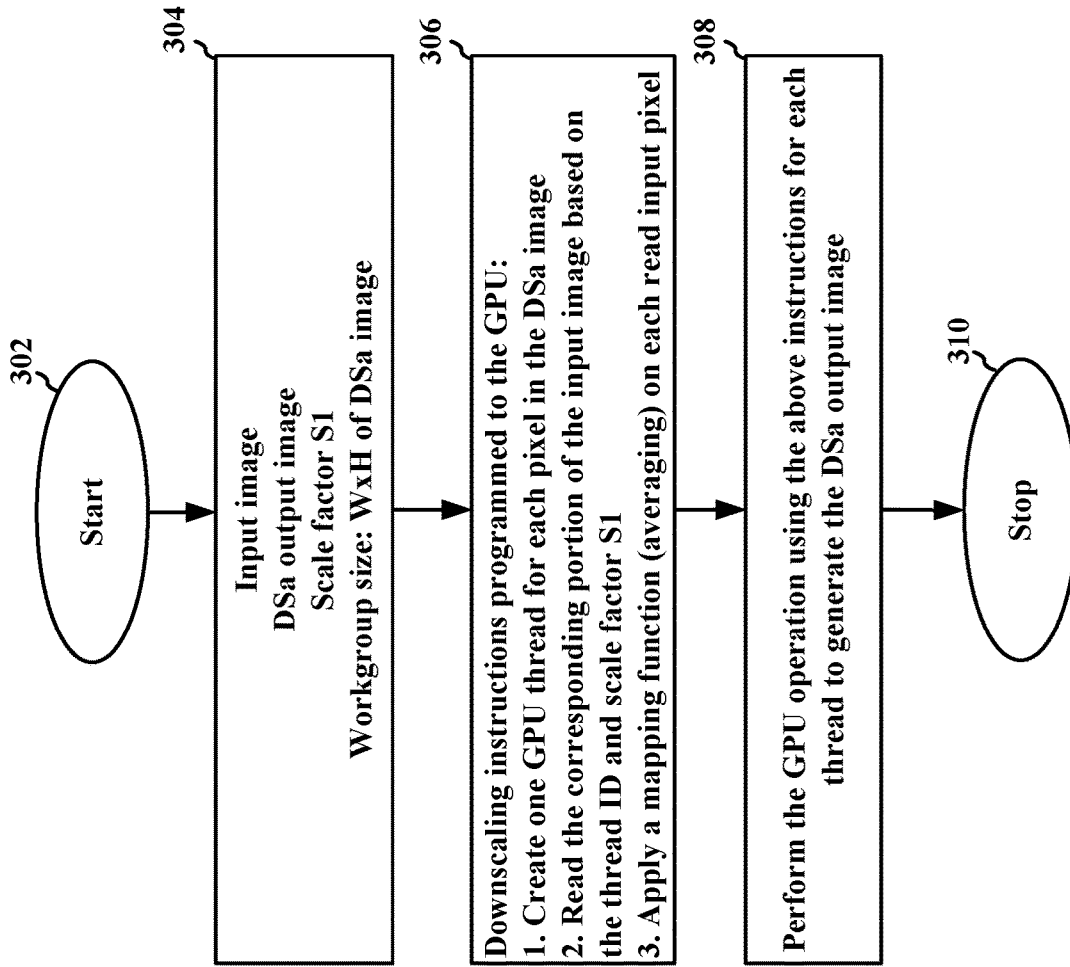 302
Start
304
Input image
DSa output image
Scale factor S1
Workgroup size: WxH of DSa image
306
Downscaling instructions programmed to the GPU:
1. Create one GPU thread for each pixel in the DSa image
2. Read the corresponding portion of the input image based on
the thread ID and scale factor S1
3. Apply a mapping function (averaging) on each read input pixel
308
Perform the GPU operation using the above instructions for each
thread to generate the DSa output image
310
Stop